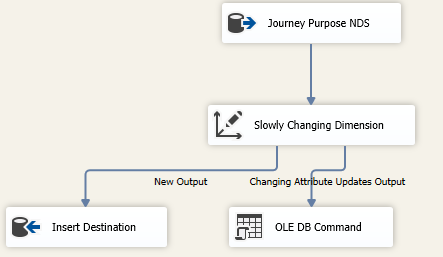 Journey Purpose NDS
Slowly Changing Dimension
New Output
Changing Attribute Updates Output
Insert Destination
OLE DB Command